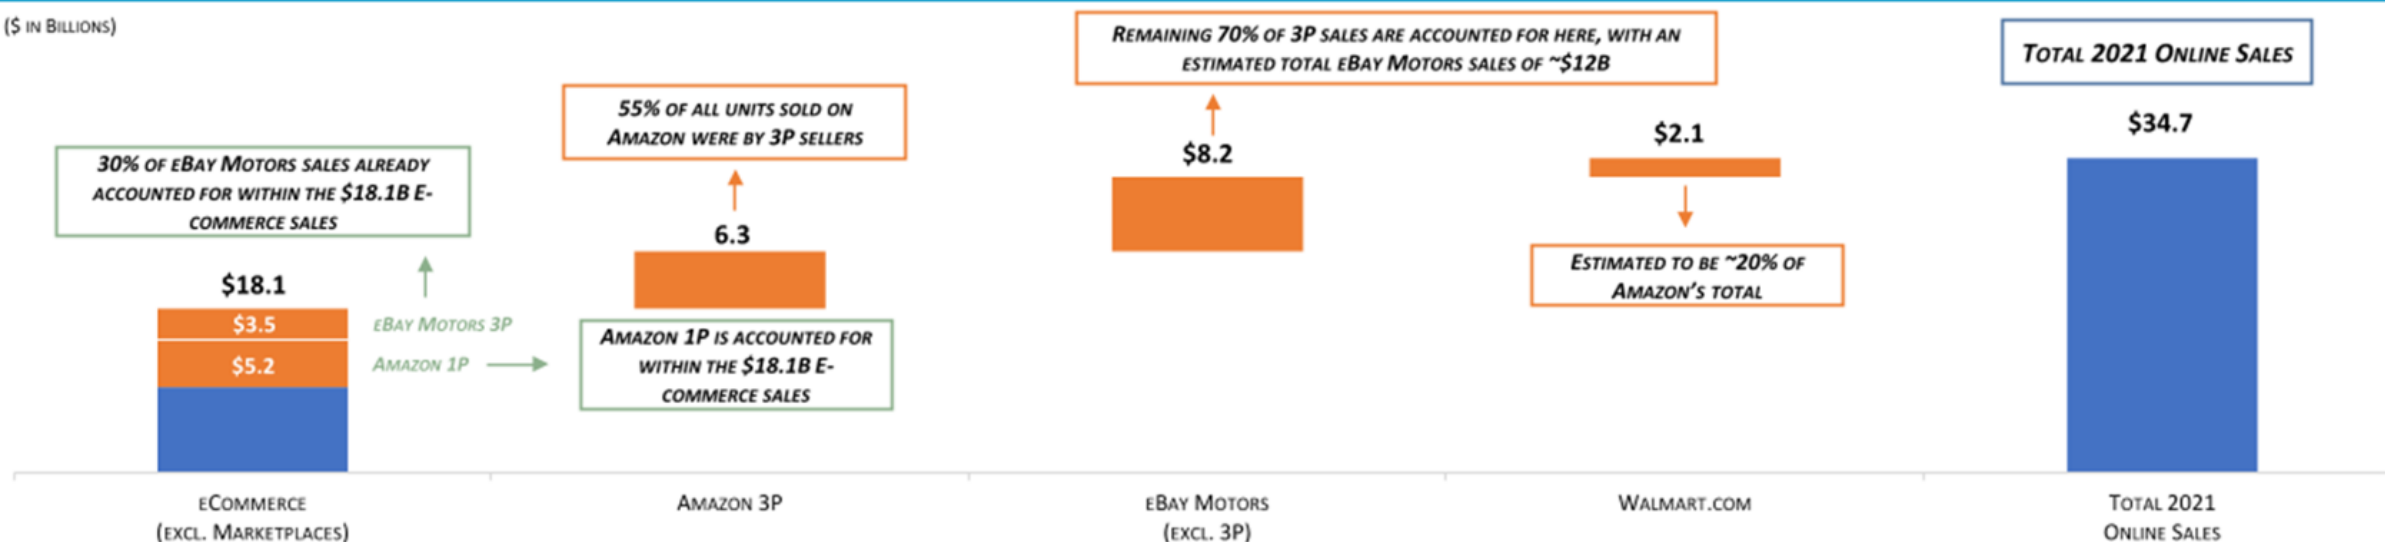 ($ IN BILLIONS)
30% OF EBAY MOTORS SALES ALREADY
ACCOUNTED FOR WITHIN THE $18.1B E-
COMMERCE SALES
$18.1
$3.5
$5.2
EBAY MOTORS 3P
AMAZON 1P
55% OF ALL UNITS SOLD ON
AMAZON WERE BY 3P SELLERS
6.3
AMAZON 1P IS ACCOUNTED FOR
WITHIN THE $18.1B E-
COMMERCE SALES
REMAINING 70% OF 3P SALES ARE ACCOUNTED FOR HERE, WITH AN
ESTIMATED TOTAL EBAY MOTORS SALES OF ~$12B
$8.2
$2.1
ESTIMATED TO BE ~20% OF
AMAZON'S TOTAL
TOTAL 2021 ONLINE SALES
$34.7
ECOMMERCE
(EXCL. MARKETPLACES)
AMAZON 3P
EBAY MOTORS
(EXCL. 3P)
WALMART.COM
TOTAL 2021
ONLINE SALES